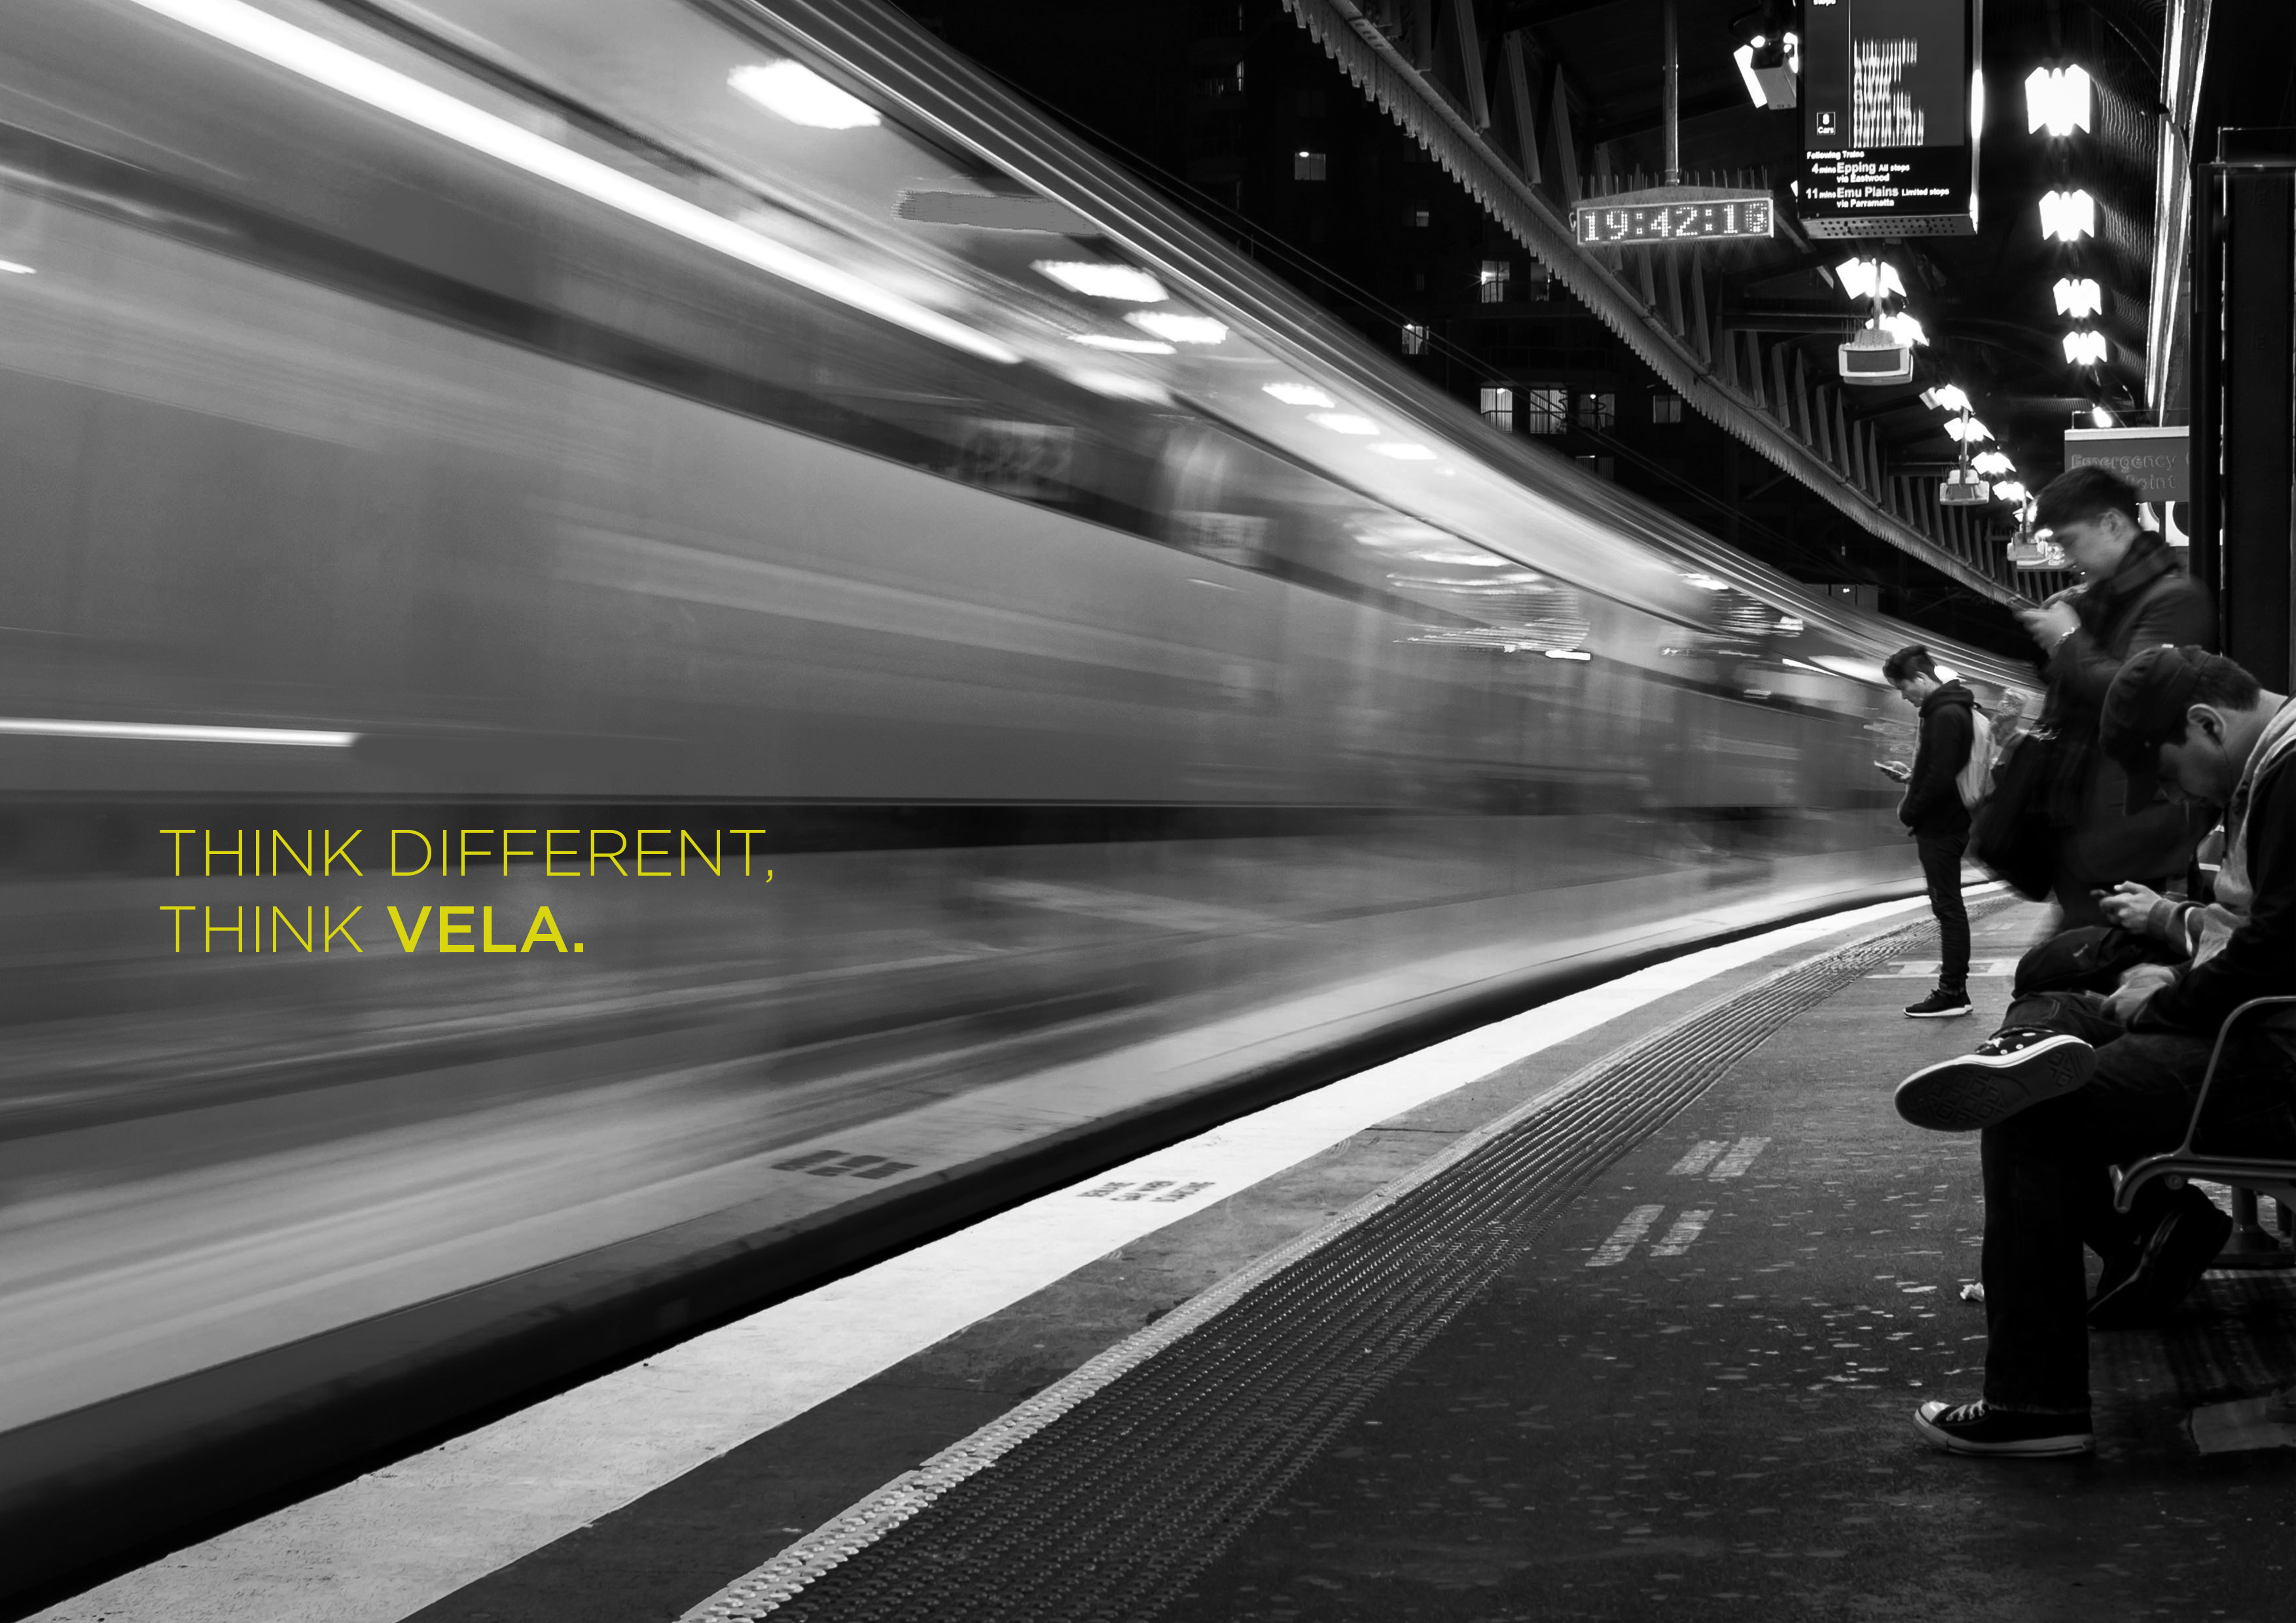 THINK DIFFERENT,
THINK VELA.
8
Cars
Following Trains
4 mins Epping All stops
via Eastwood
11 mins Emu Plains Limited stops
via Parramatta
19:42:1
Emergency
Point